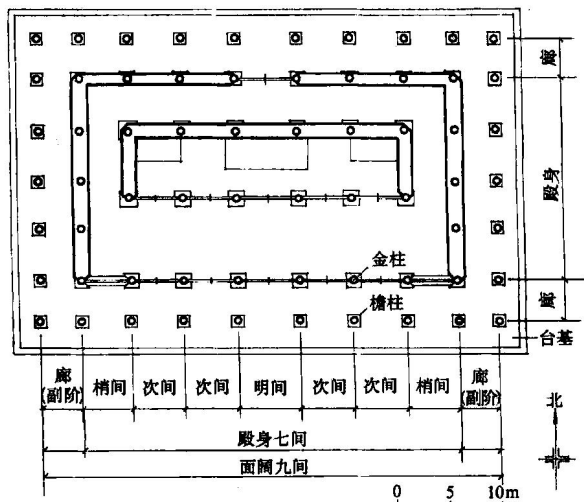 廊
殿身
金柱
檐柱
廊
台基
廊 梢间 次间 次间 明间 次间 次间 梢间 廊
(副阶) (副阶)
北
殿身七间
面阔九间
0 5 10m